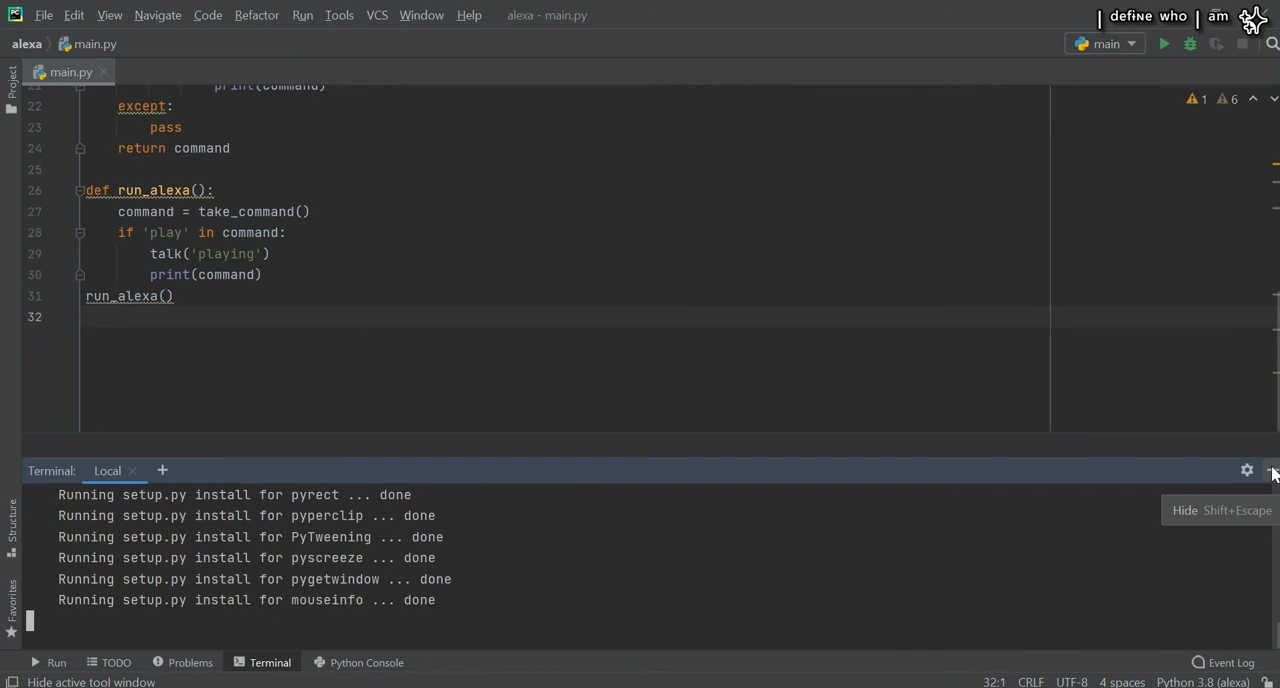 PC File Edit View Navigate Code Refactor Run Tools VCS Window Help alexa - main.py
| define who | am
alexa main.py main
main.py
22 except:
1 6
23 pass
24 return command
25
26 def run_alexa():
27 command = take_command()
28 if 'play' in command:
29 talk('playing')
30 print(command)
31 run_alexa()
32
Terminal: Local
Running setup.py install for pyrect ... done
Running setup.py install for pyperclip ... done
Running setup.py install for PyTweening ... done
Running setup.py install for pyscreeze ... done
Running setup.py install for pygetwindow ... done
Running setup.py install for mouseinfo ... done
Hide Shift+Escape
Project
Structure
Favorites
Run TODO Problems Terminal Python Console Event Log
Hide active tool window 32:1 CRLF UTF-8 4 spaces Python 3.8 (alexa)